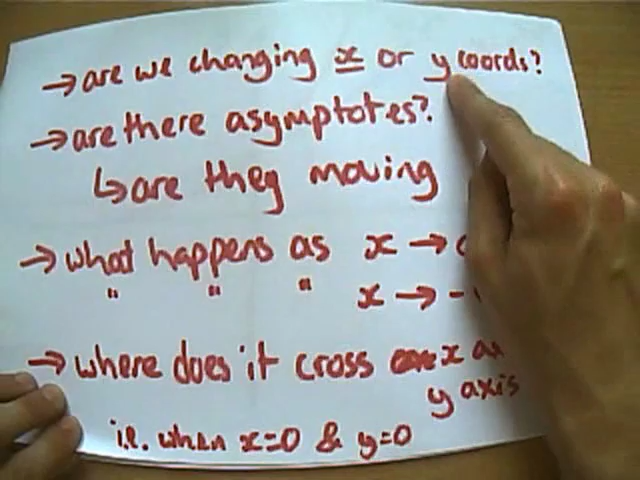 → are we changing x or y coords?
→ are there asymptotes?
↳ are they moving
→ what happens as x →
" " " x → -
→ where does it cross x
y axis
i.e. when x=0 & y=0